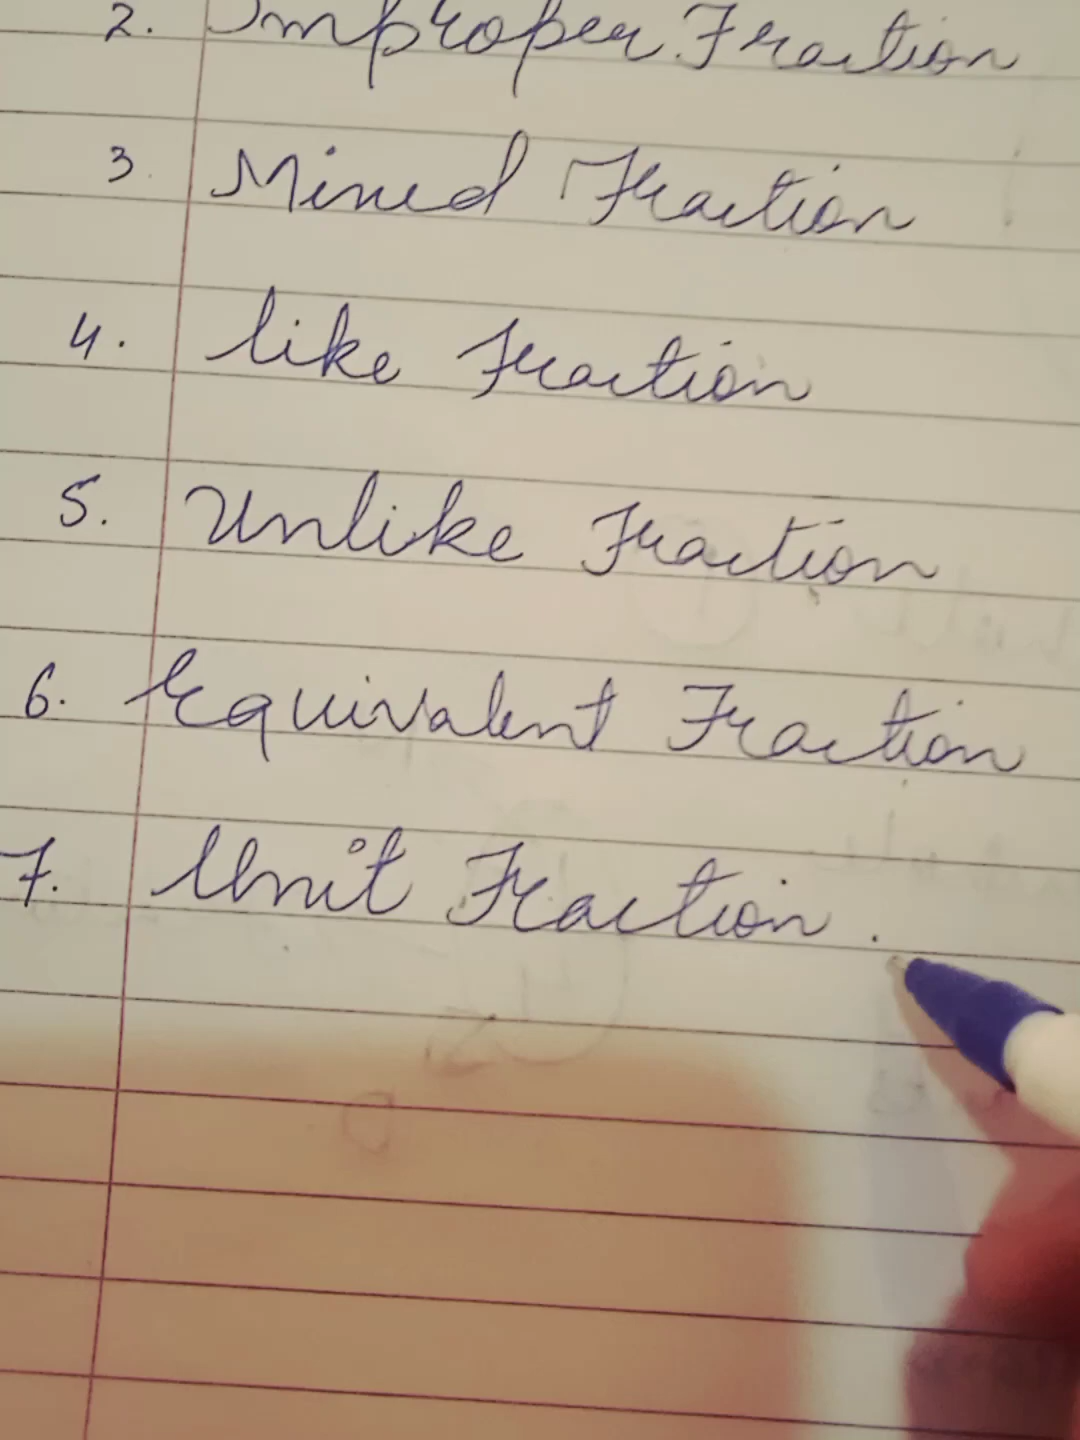 2. Improper Fraction
3. Mixed Fraction
4. like Fraction
5. Unlike Fraction
6. Equivalent Fraction
7. Unit Fraction.